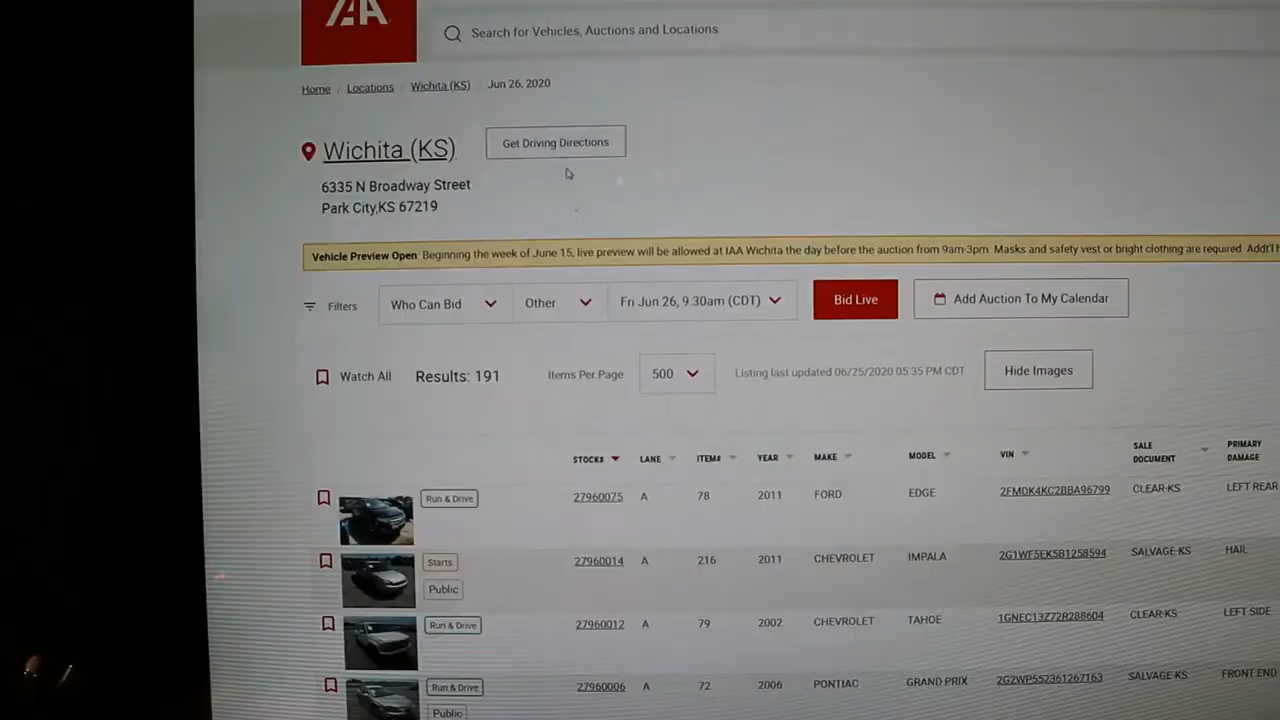 IAA
Search for Vehicles, Auctions and Locations
Home / Locations / Wichita (KS) / Jun 26, 2020
Wichita (KS)
Get Driving Directions
6335 N Broadway Street
Park City,KS 67219
Vehicle Preview Open: Beginning the week of June 15, live preview will be allowed at IAA Wichita the day before the auction from 9am-3pm. Masks and safety vest or bright clothing are required.
Filters Who Can Bid Other Fri Jun 26, 9:30am (CDT) Bid Live Add Auction To My Calendar
Watch All Results: 191 Items Per Page 500 Listing last updated 06/25/2020 05:35 PM CDT Hide Images
STOCK# LANE ITEM# YEAR MAKE MODEL VIN SALE DOCUMENT PRIMARY DAMAGE
Run & Drive 27960075 A 78 2011 FORD EDGE 2FMDK4KC2BBA96799 CLEAR-KS LEFT REAR
Starts 27960014 A 216 2011 CHEVROLET IMPALA 2G1WF5EK5B1258594 SALVAGE-KS HAIL
Public
Run & Drive 27960012 A 79 2002 CHEVROLET TAHOE 1GNEC13Z72R288604 CLEAR-KS LEFT SIDE
Run & Drive 27960006 A 72 2006 PONTIAC GRAND PRIX 2G2WP552361267163 SALVAGE-KS FRONT END
Public